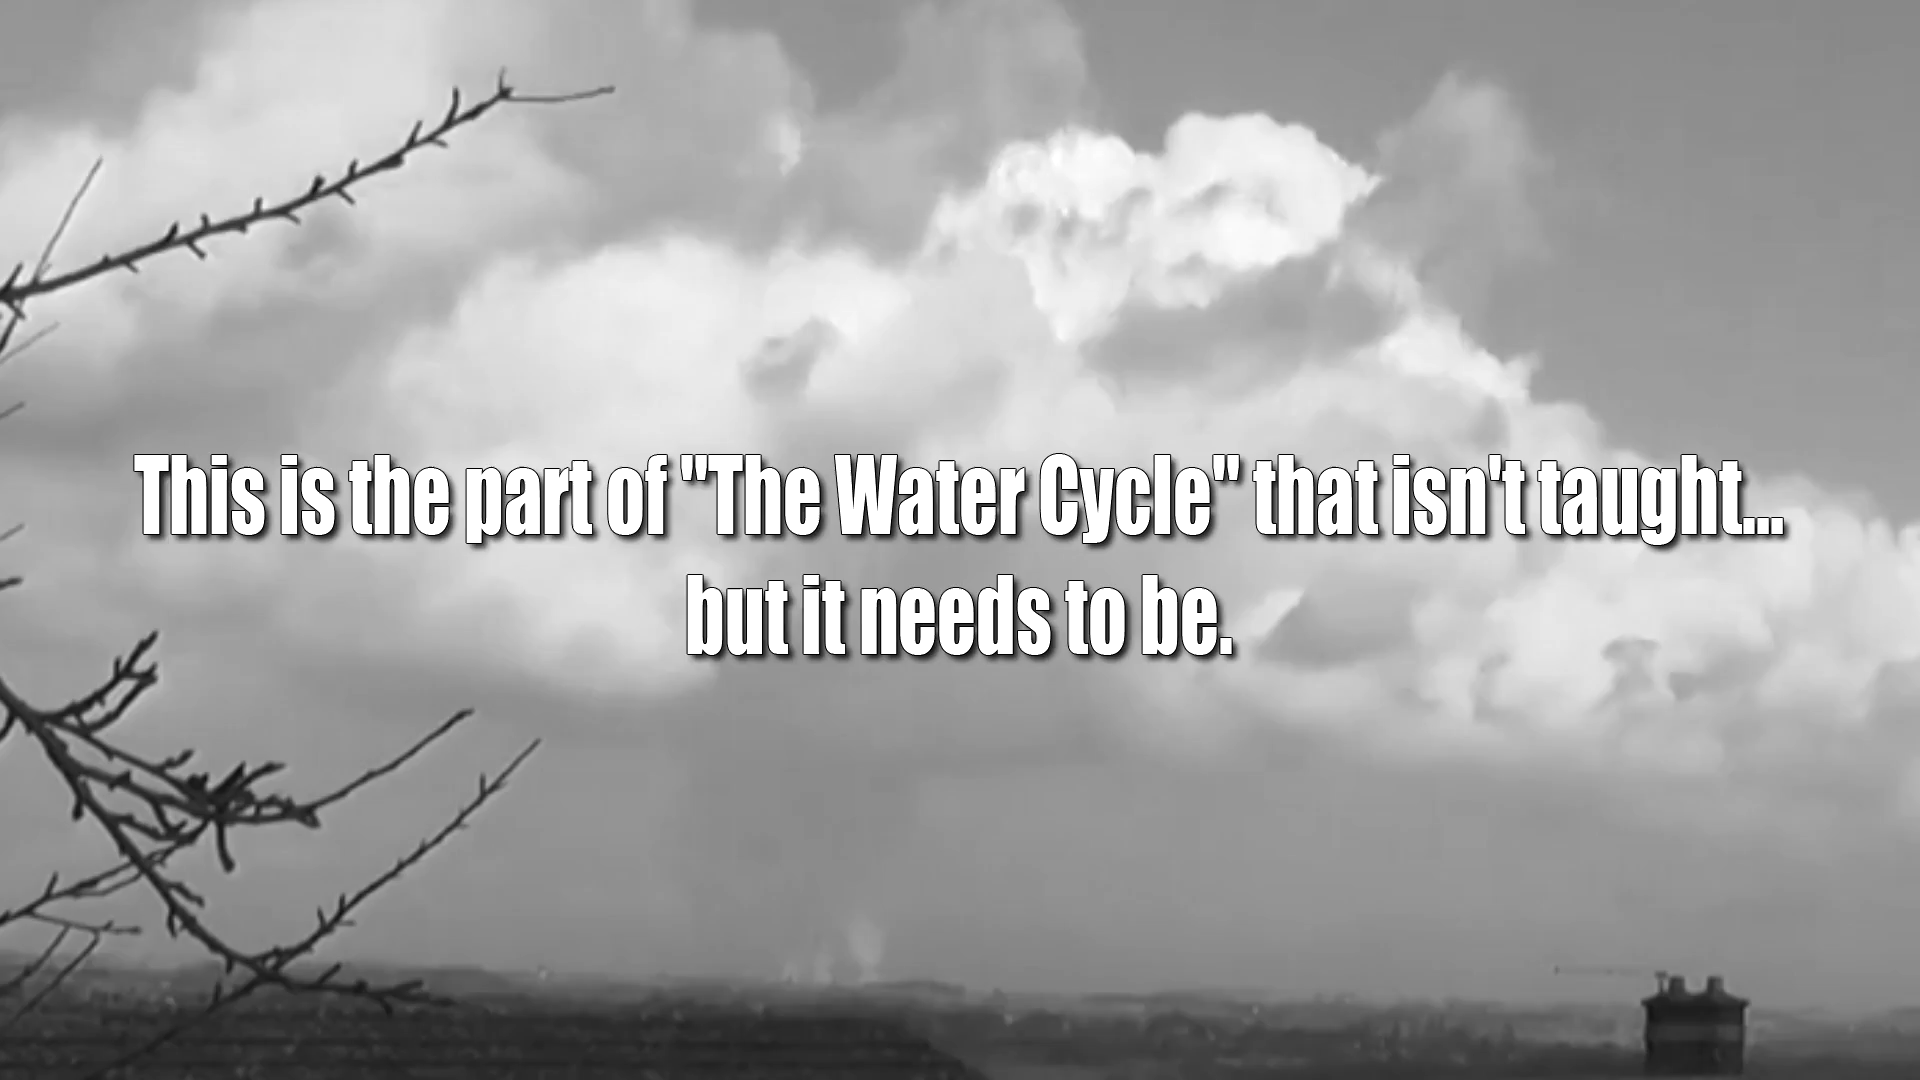 This is the part of "The Water Cycle" that isn't taught...
but it needs to be.